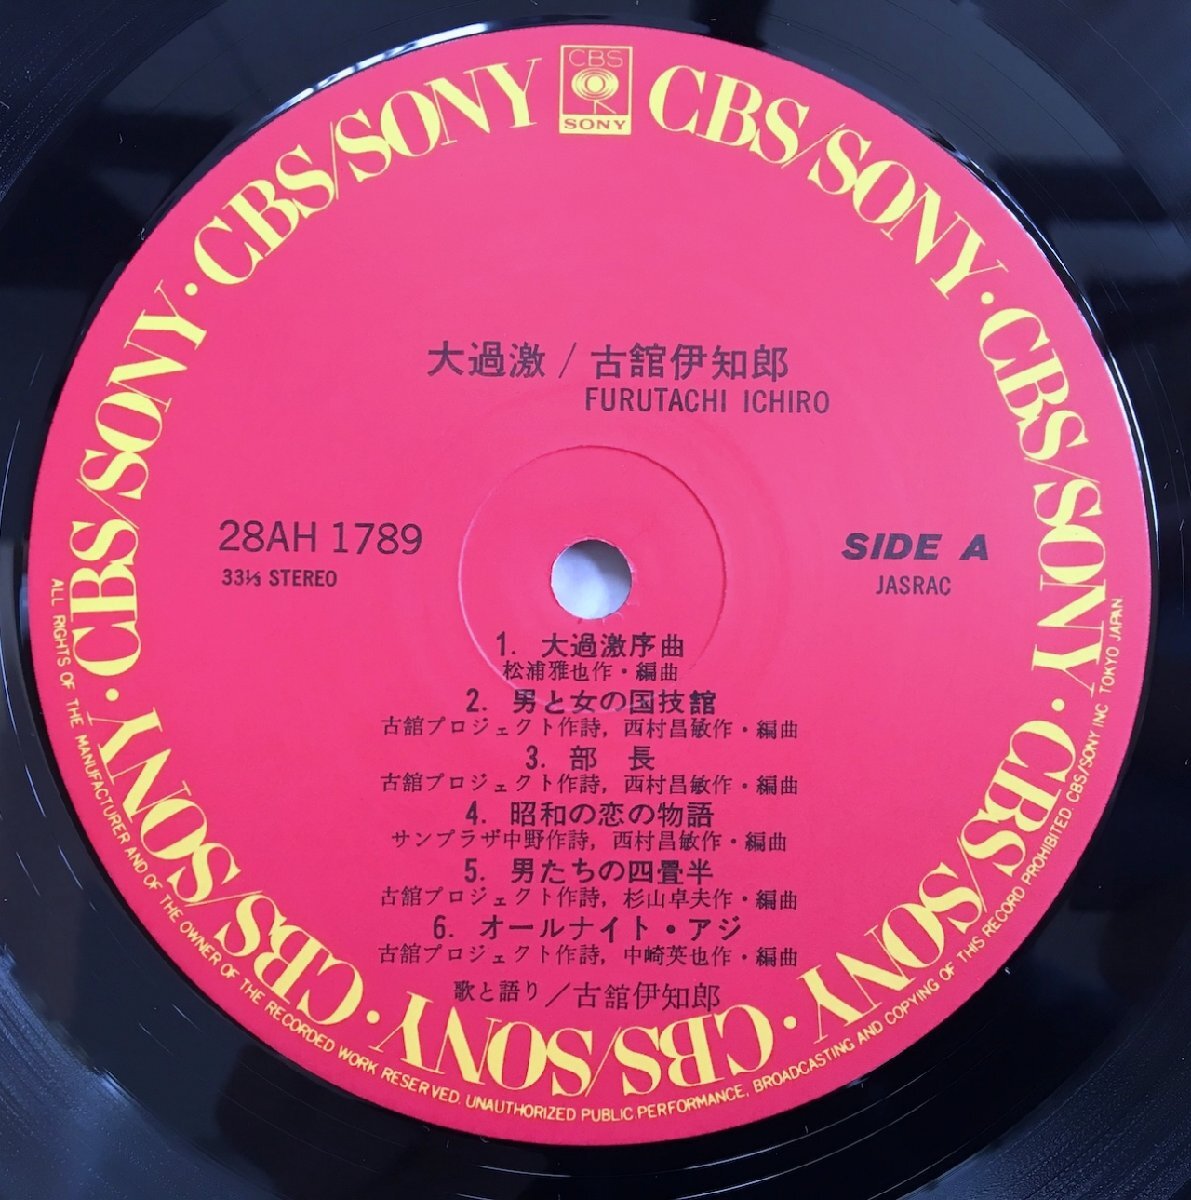 CBS
SONY
CBS/SONY・CBS/SONY・CBS/SONY・CBS/SONY・CBS/SONY・CBS/SONY・CBS/SONY・CBS/SONY
大過激/古舘伊知郎
FURUTACHI ICHIRO
28AH 1789
33⅓ STEREO
SIDE A
JASRAC
1. 大過激序曲
松浦雅也作・編曲
2. 男と女の国技館
古舘プロジェクト作詩, 西村昌敏作・編曲
3. 部 長
古舘プロジェクト作詩, 西村昌敏作・編曲
4. 昭和の恋の物語
サンプラザ中野作詩, 西村昌敏作・編曲
5. 男たちの四畳半
古舘プロジェクト作詩, 杉山卓夫作・編曲
6. オールナイト・アジ
古舘プロジェクト作詩, 中崎英也作・編曲
歌と語り/古舘伊知郎
ALL RIGHTS OF THE MANUFACTURER AND OF THE OWNER OF THE RECORDED WORK RESERVED. UNAUTHORIZED PUBLIC PERFORMANCE, BROADCASTING AND COPYING OF THIS RECORD PROHIBITED. CBS/SONY INC TOKYO JAPAN